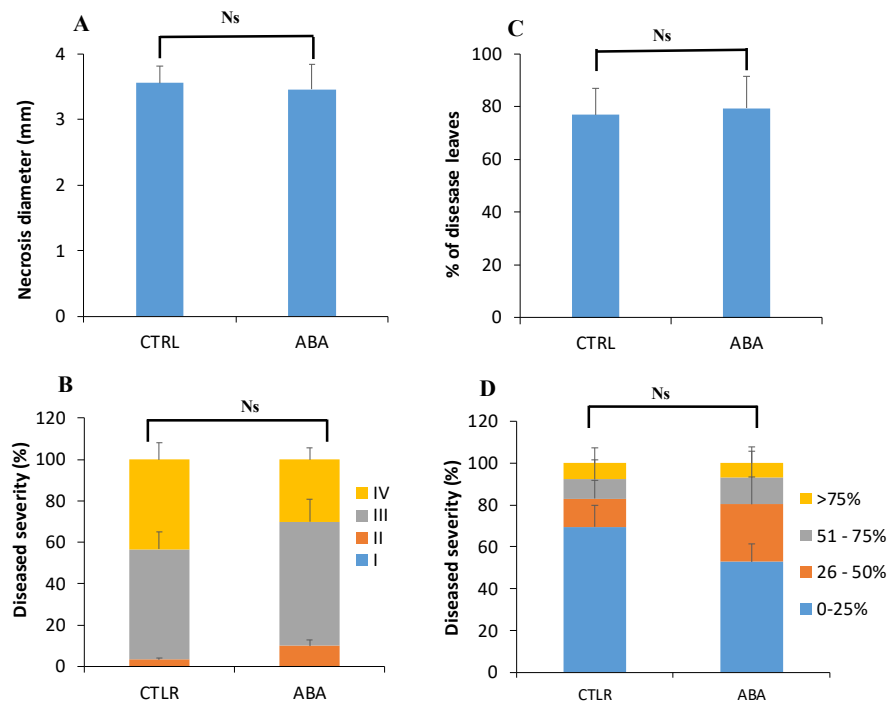 A
Ns
Necrosis diameter (mm)
4
3
2
1
0
CTRL
ABA
C
Ns
% of disesase leaves
100
80
60
40
20
0
CTRL
ABA
B
Ns
Diseased severity (%)
120
100
80
60
40
20
0
CTLR
ABA
IV
III
II
I
D
Ns
Diseased severity (%)
120
100
80
60
40
20
0
CTLR
ABA
>75%
51 - 75%
26 - 50%
0-25%